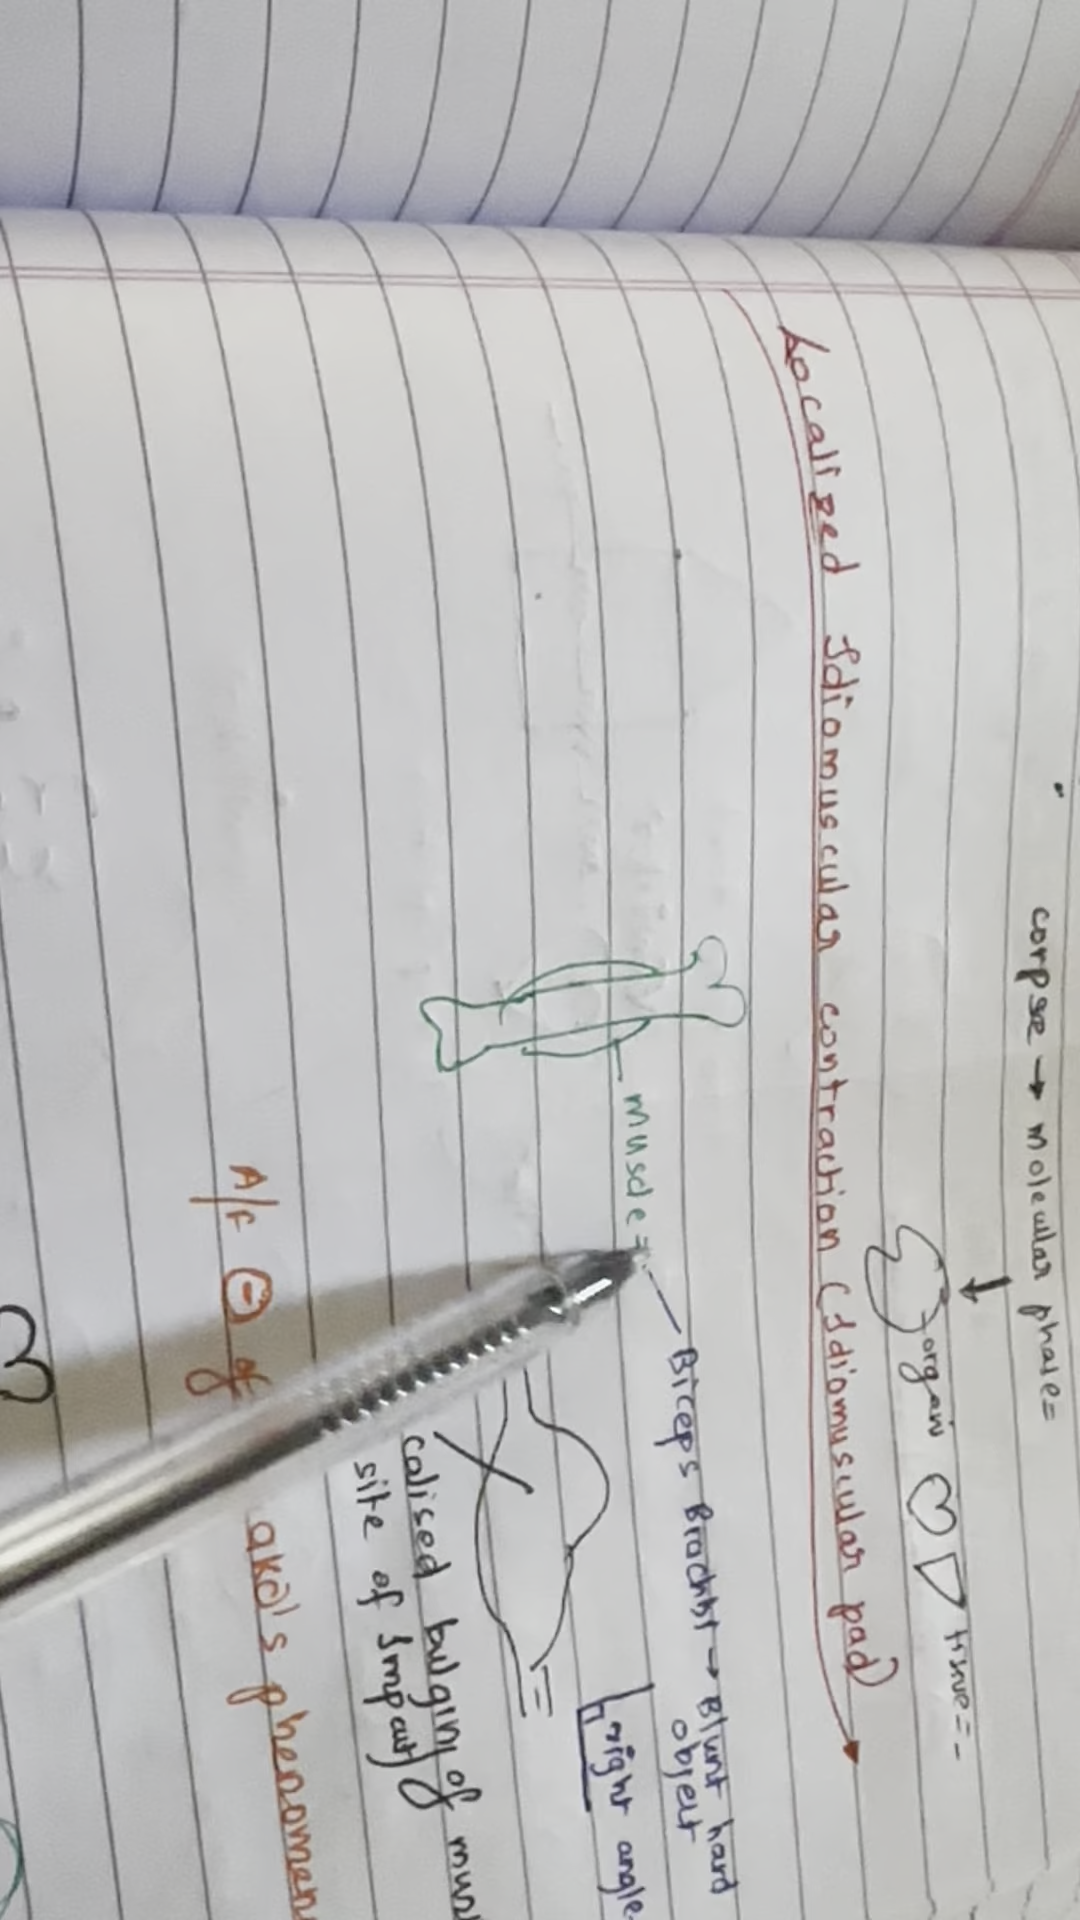 corpse → molecular phase=
↓
organ tissue=-
Localized Idiomuscular contraction (Idiomuscular pad)
muscle= Biceps Brachii → Blunt hard
object
right angle
calised bulging of mus
site of Impact)
A/F ⊖ of ako's phenomen